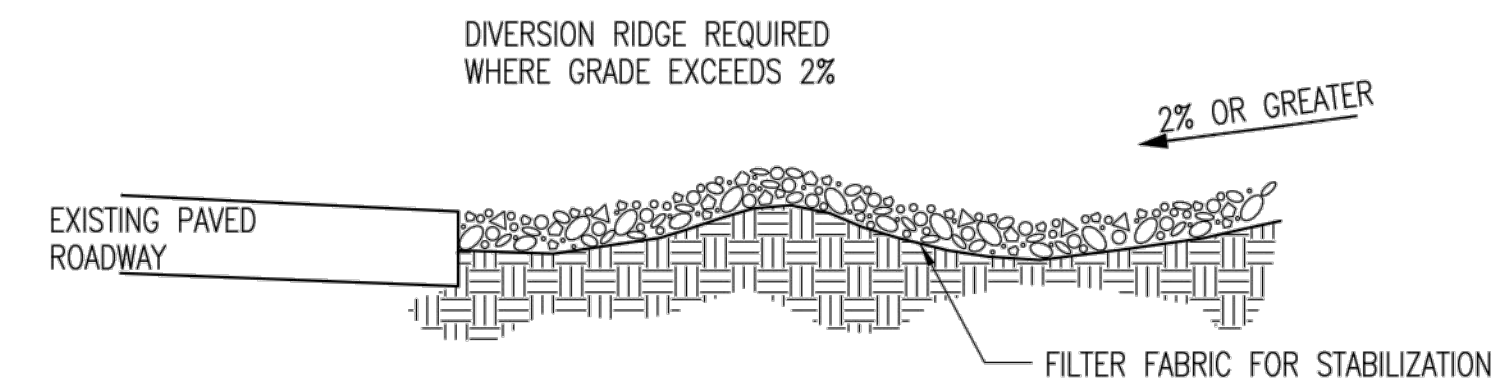 DIVERSION RIDGE REQUIRED
WHERE GRADE EXCEEDS 2%
2% OR GREATER
EXISTING PAVED
ROADWAY
FILTER FABRIC FOR STABILIZATION